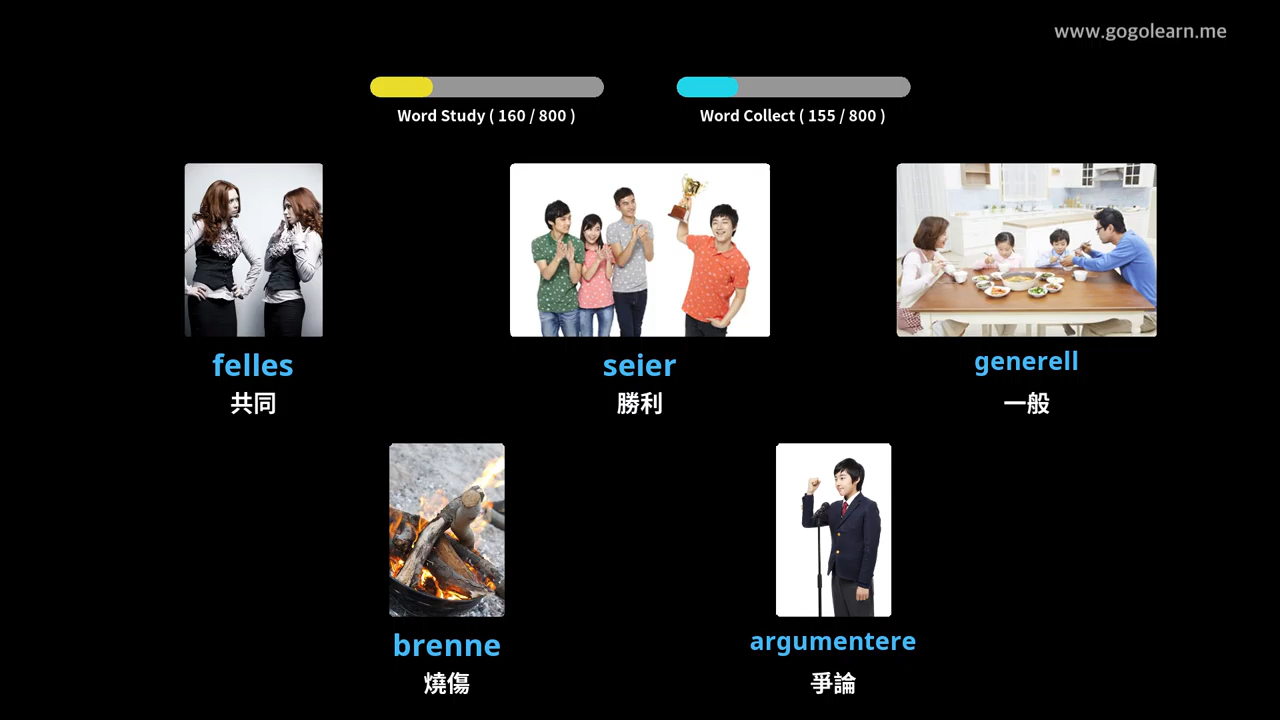 www.gogolearn.me
Word Study ( 160 / 800 )
Word Collect ( 155 / 800 )
felles
共同
seier
勝利
generell
一般
brenne
燒傷
argumentere
爭論